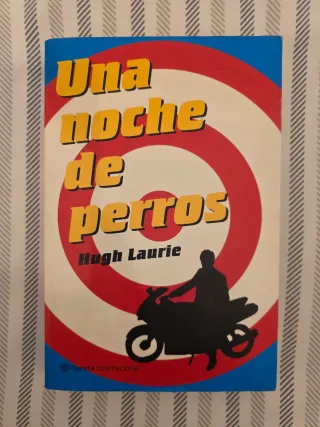 Una
noche
de
perros
Hugh Laurie
Planeta Internacional